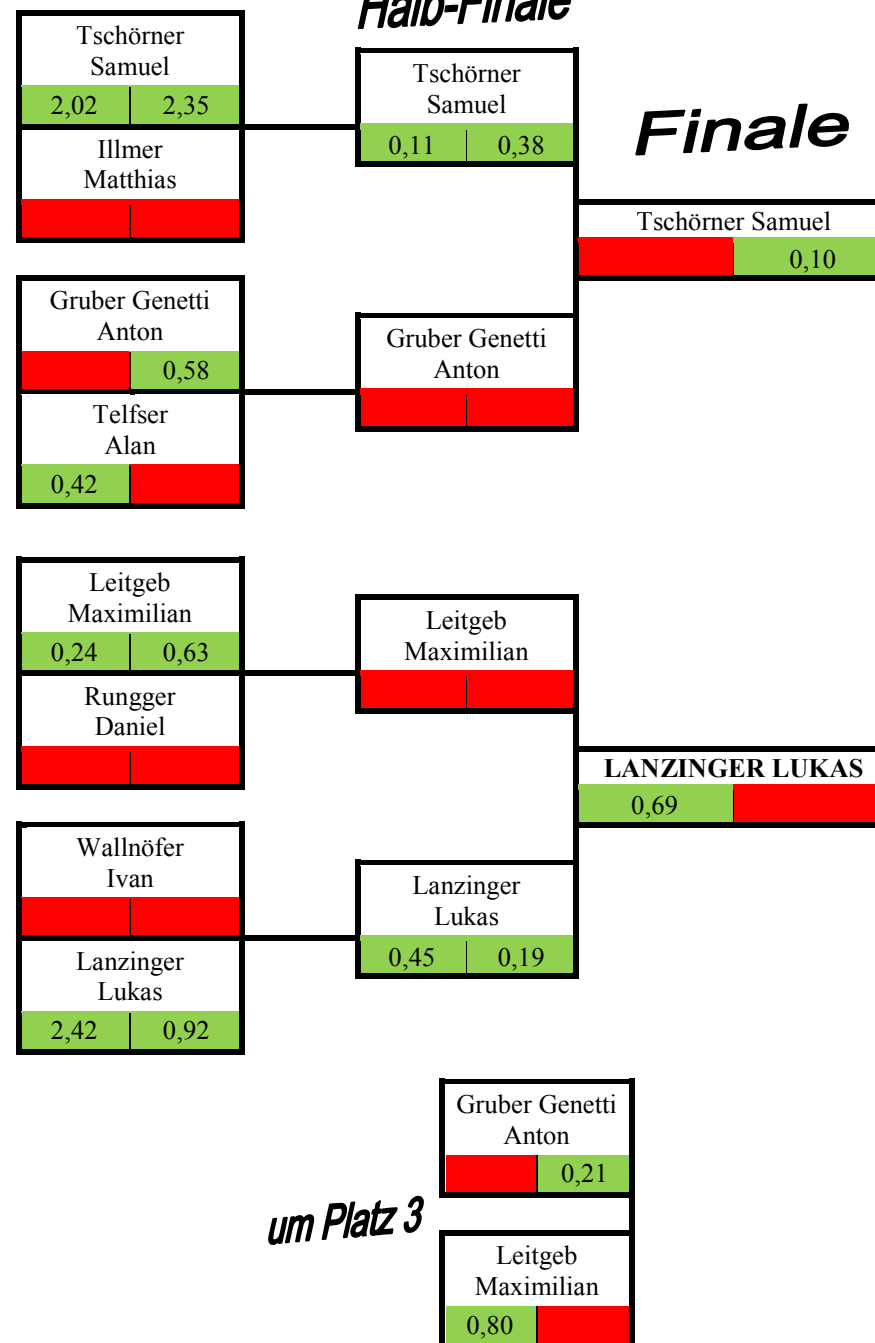 Halb-Finale
Tschörner
Samuel
2,02 2,35
Illmer
Matthias
Gruber Genetti
Anton
0,58
Telfser
Alan
0,42
Leitgeb
Maximilian
0,24 0,63
Rungger
Daniel
Wallnöfer
Ivan
Lanzinger
Lukas
2,42 0,92
Tschörner
Samuel
0,11 0,38
Gruber Genetti
Anton
Leitgeb
Maximilian
Lanzinger
Lukas
0,45 0,19
Finale
Tschörner Samuel
0,10
LANZINGER LUKAS
0,69
um Platz 3
Gruber Genetti
Anton
0,21
Leitgeb
Maximilian
0,80